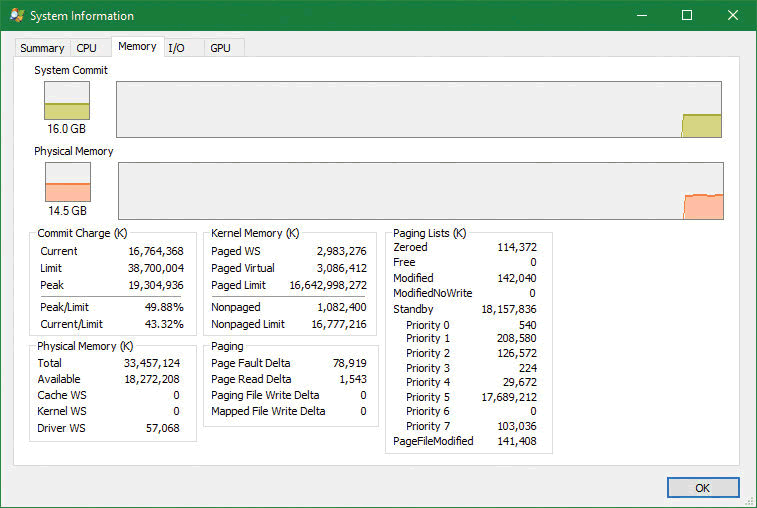 System Information
Summary CPU Memory I/O GPU
System Commit
16.0 GB
Physical Memory
14.5 GB
Commit Charge (K)
Current 16,764,368
Limit 38,700,004
Peak 19,304,936
Peak/Limit 49.88%
Current/Limit 43.32%
Physical Memory (K)
Total 33,457,124
Available 18,272,208
Cache WS 0
Kernel WS 0
Driver WS 57,068
Kernel Memory (K)
Paged WS 2,983,276
Paged Virtual 3,086,412
Paged Limit 16,642,998,272
Nonpaged 1,082,400
Nonpaged Limit 16,777,216
Paging
Page Fault Delta 78,919
Page Read Delta 1,543
Paging File Write Delta 0
Mapped File Write Delta 0
Paging Lists (K)
Zeroed 114,372
Free 0
Modified 142,040
ModifiedNoWrite 0
Standby 18,157,836
Priority 0 540
Priority 1 208,580
Priority 2 126,572
Priority 3 224
Priority 4 29,672
Priority 5 17,689,212
Priority 6 0
Priority 7 103,036
PageFileModified 141,408
OK